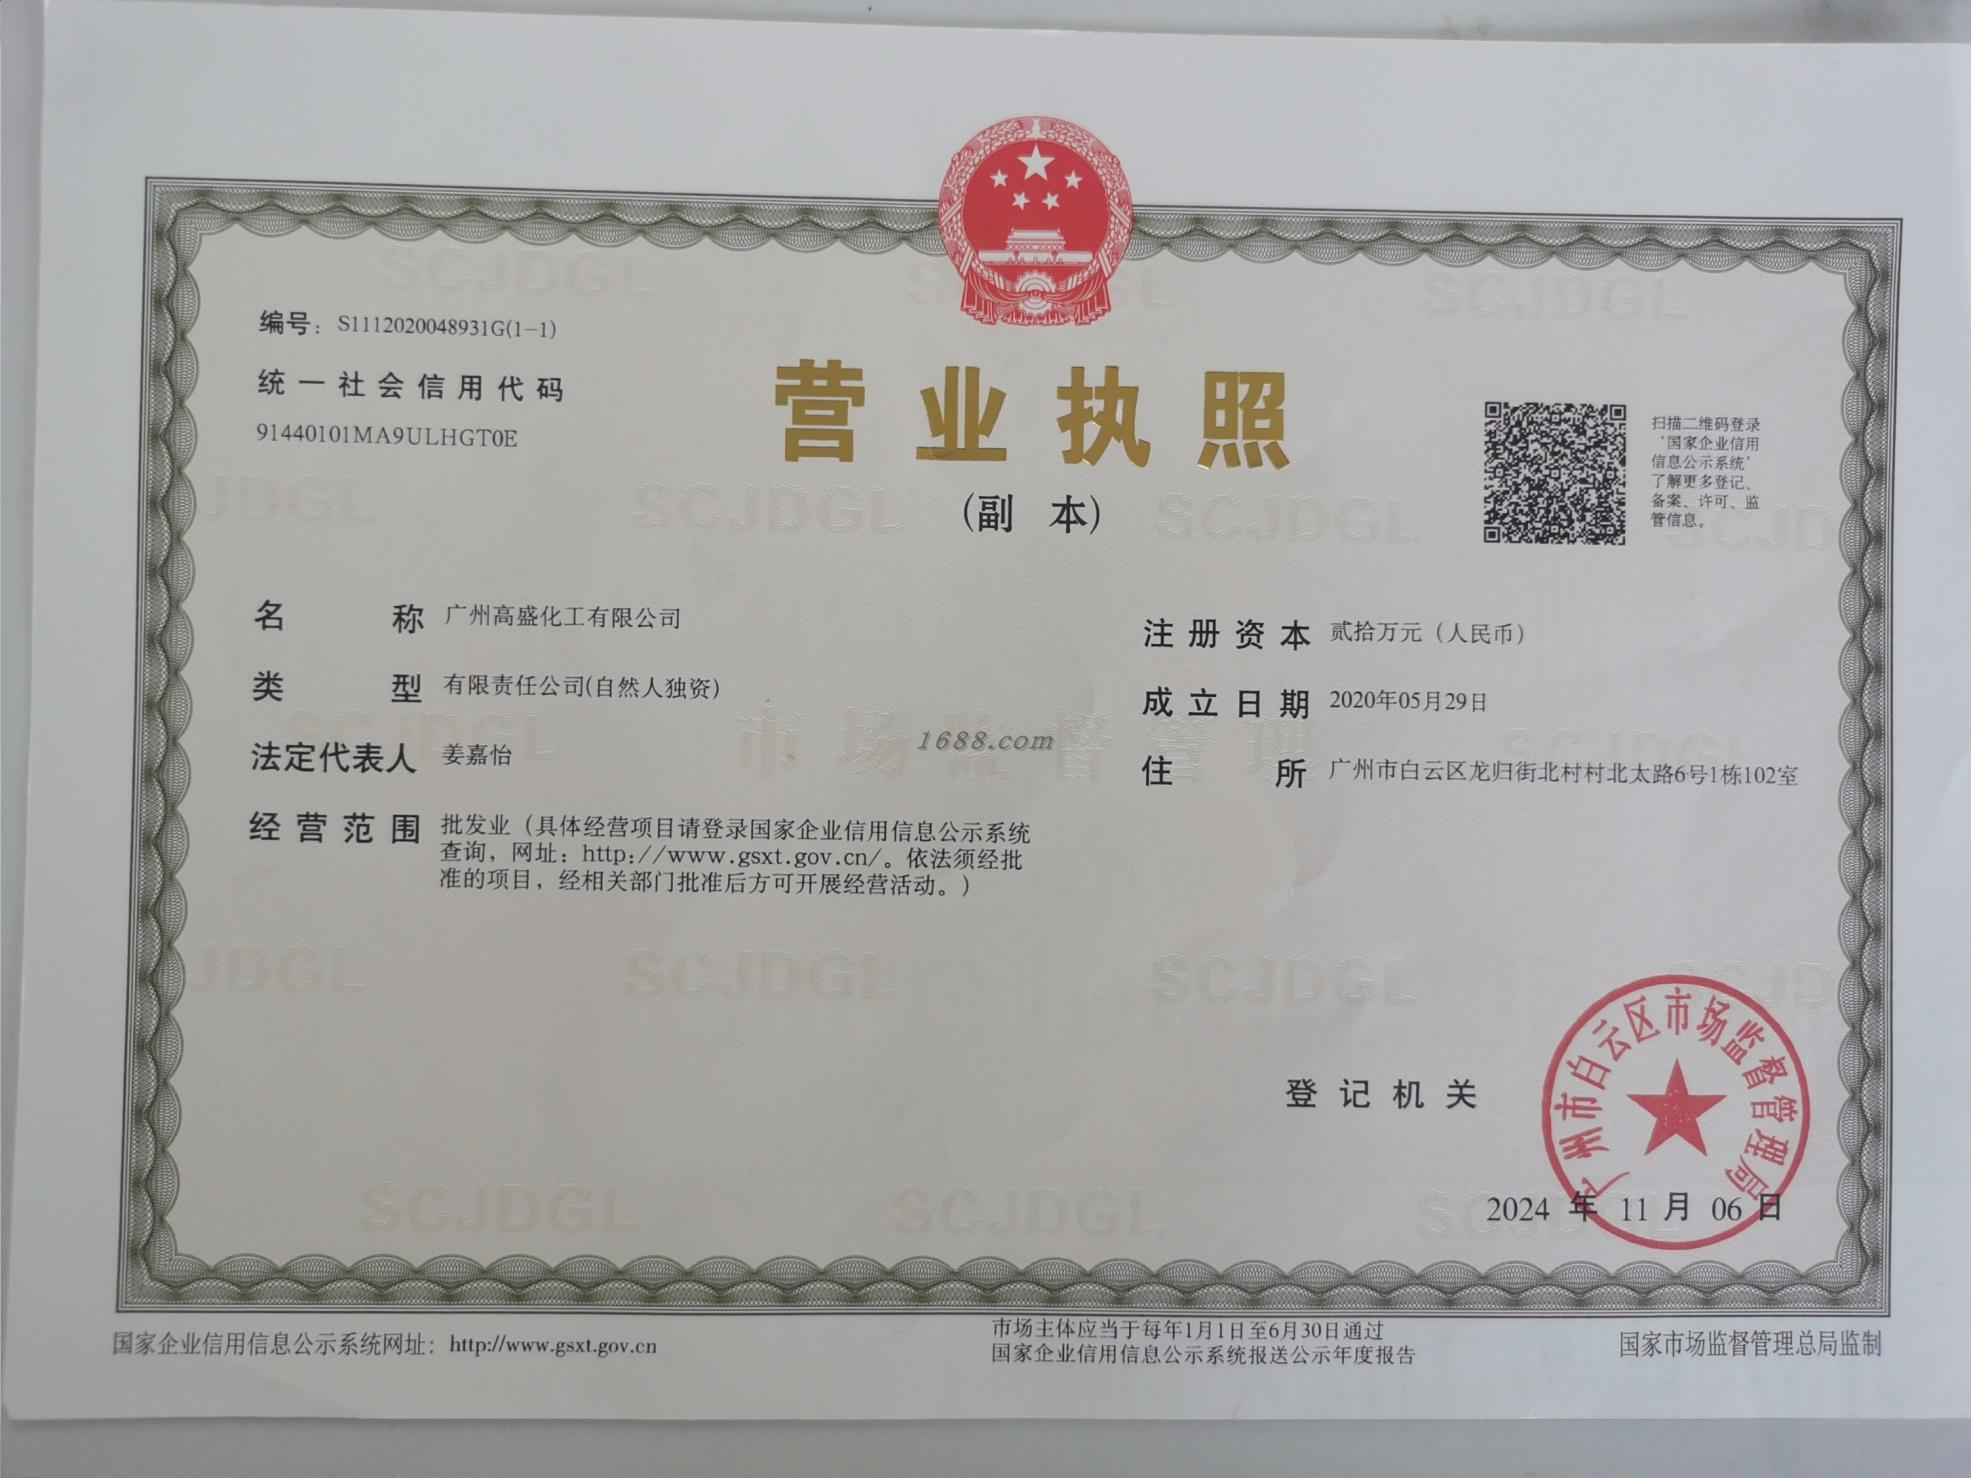 编号：S1112020048931G(1-1)
统一社会信用代码
91440101MA9ULHGT0E
营业执照
(副本)
扫描二维码登录
‘国家企业信用
信息公示系统’
了解更多登记、
备案、许可、监
管信息。
名称 广州高盛化工有限公司
类型 有限责任公司(自然人独资)
法定代表人 姜嘉怡
经营范围 批发业（具体经营项目请登录国家企业信用信息公示系统
查询，网址：http://www.gsxt.gov.cn/。依法须经批
准的项目，经相关部门批准后方可开展经营活动。）
注册资本 贰拾万元（人民币）
成立日期 2020年05月29日
住所 广州市白云区龙归街北村村北太路6号1栋102室
1688.com
市场监督管理
SCJDGL
登记机关
广州市白云区市场监督管理局
2024 年 11 月 06 日
国家企业信用信息公示系统网址：http://www.gsxt.gov.cn
市场主体应当于每年1月1日至6月30日通过
国家企业信用信息公示系统报送公示年度报告
国家市场监督管理总局监制